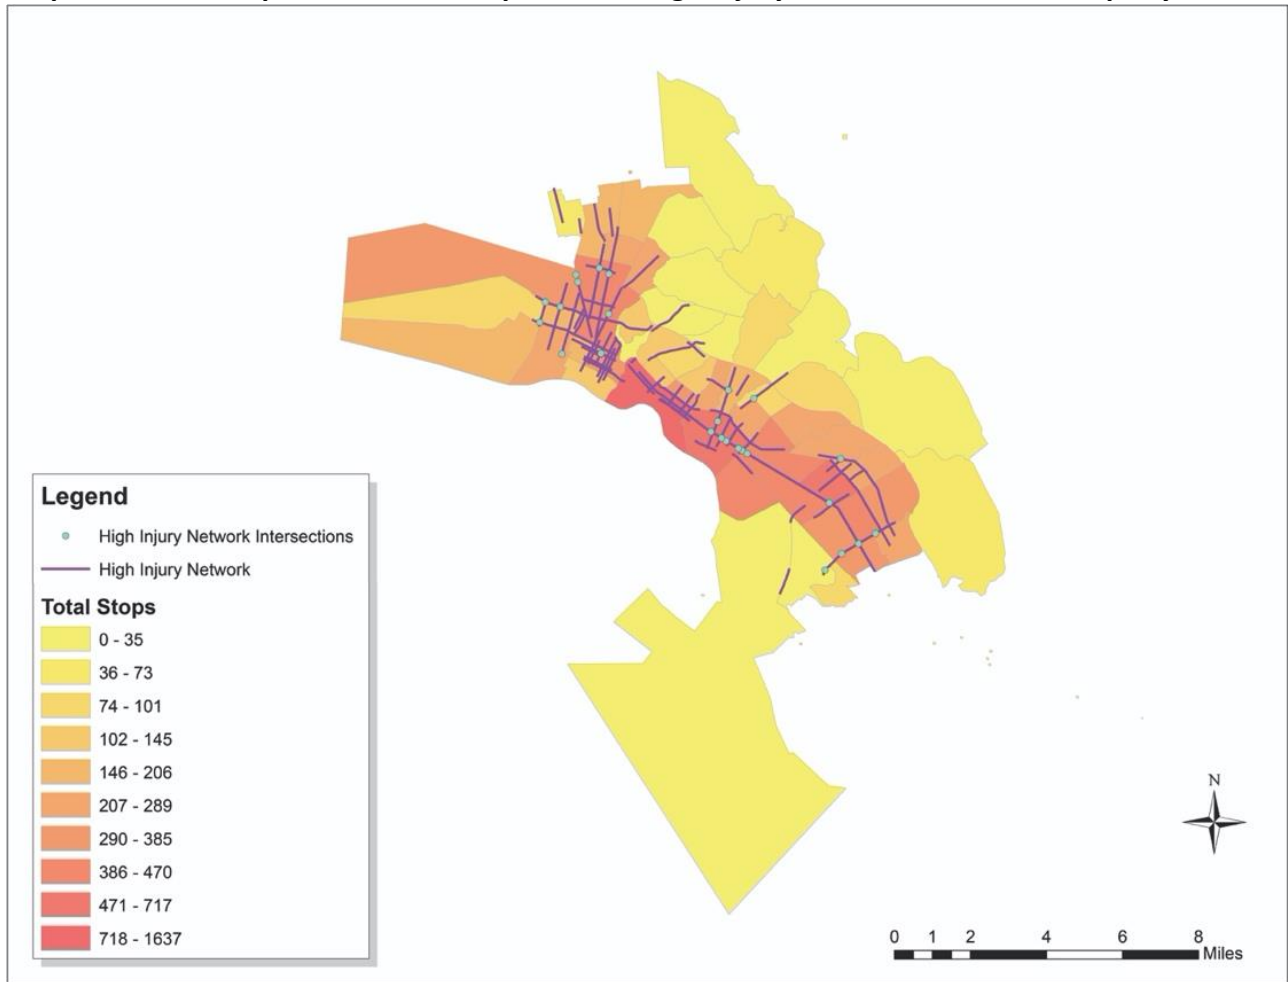 Legend
High Injury Network Intersections
High Injury Network
Total Stops
0 - 35
36 - 73
74 - 101
102 - 145
146 - 206
207 - 289
290 - 385
386 - 470
471 - 717
718 - 1637
N
0 1 2 4 6 8
Miles